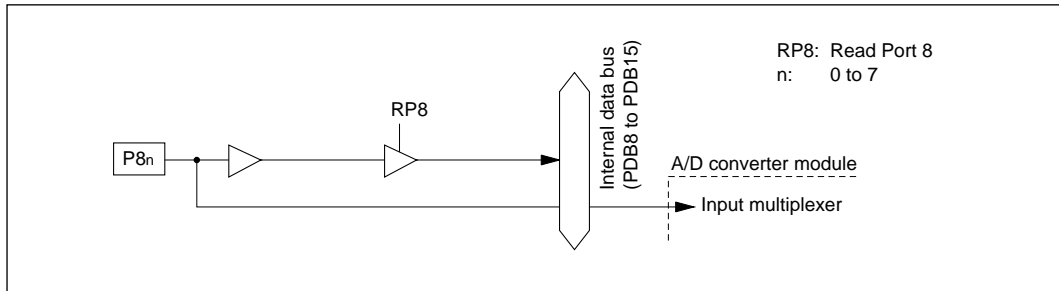 RP8: Read Port 8
n: 0 to 7
Internal data bus
(PDB8 to PDB15)
RP8
P8n
A/D converter module
Input multiplexer